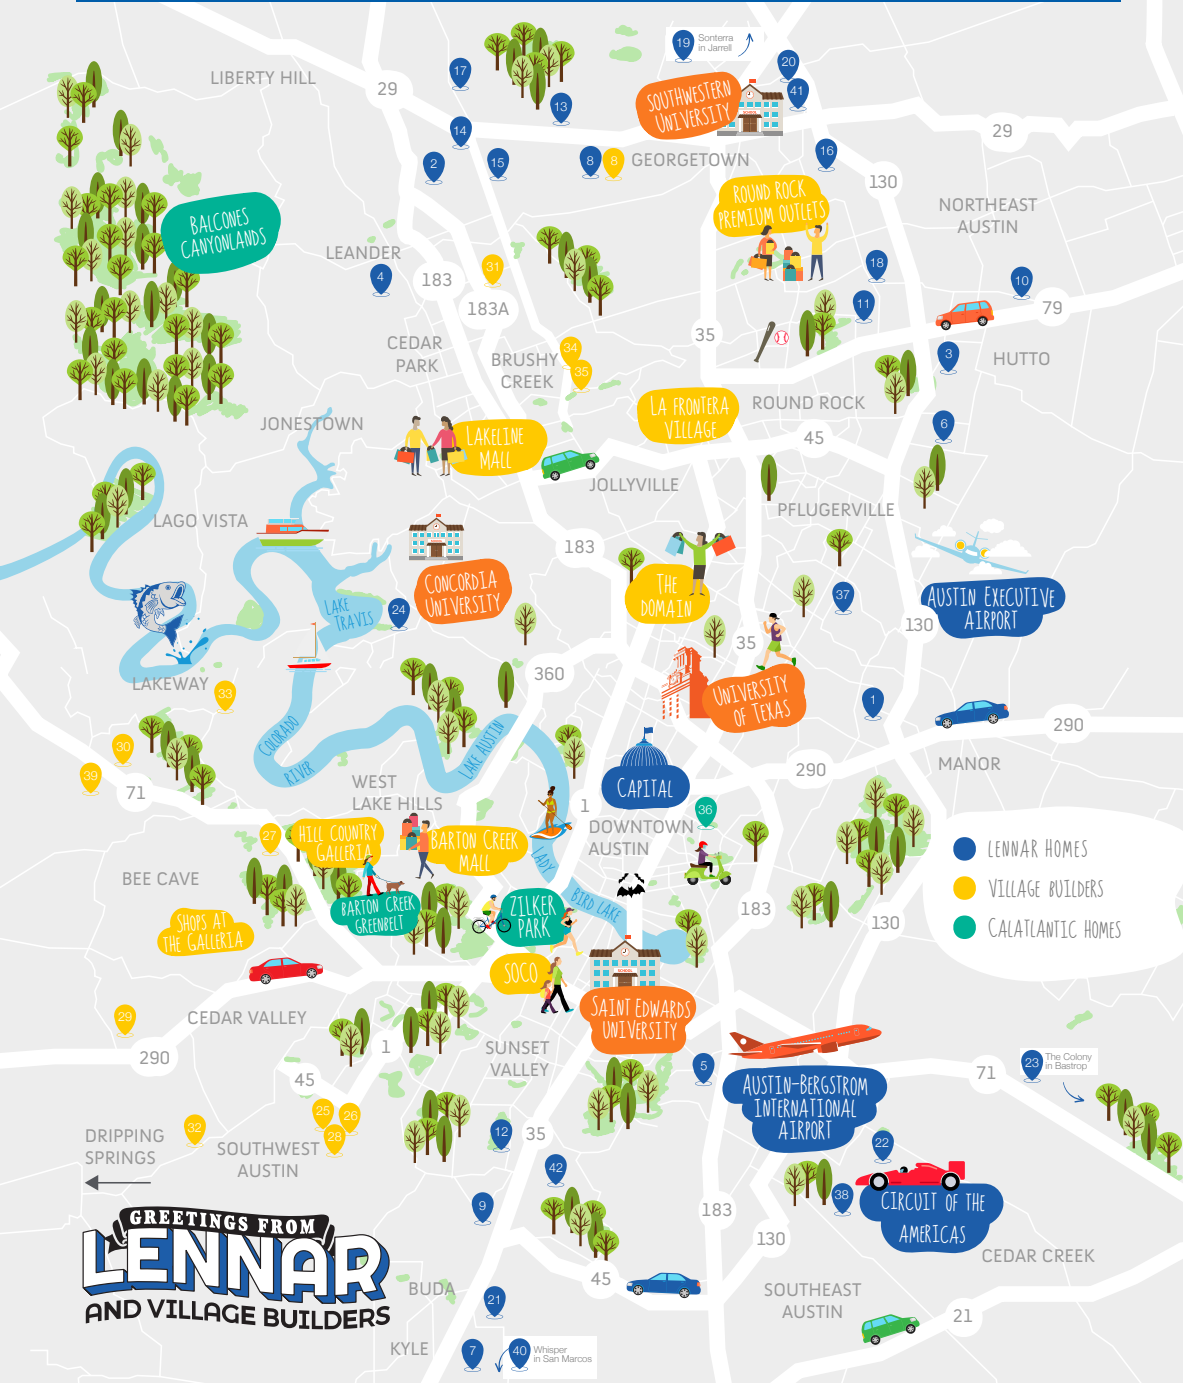 19
Sonterra
in Jarrell
20
17
LIBERTY HILL
29
41
13
SOUTHWESTERN
UNIVERSITY
SCHOOL
14
29
2
15
8
8
GEORGETOWN
16
130
ROUND ROCK
PREMIUM OUTLETS
NORTHEAST
AUSTIN
BALCONES
CANYONLANDS
LEANDER
4
183
31
18
10
183A
11
79
35
CEDAR
PARK
BRUSHY
CREEK
34
35
3
HUTTO
LA FRONTERA
VILLAGE
ROUND ROCK
JONESTOWN
6
LAKELINE
MALL
45
JOLLYVILLE
PFLUGERVILLE
LAGO VISTA
183
CONCORDIA
UNIVERSITY
THE
DOMAIN
LAKE
TRAVIS
24
37
AUSTIN EXECUTIVE
AIRPORT
130
35
360
LAKEWAY
33
UNIVERSITY
OF TEXAS
1
290
COLORADO
RIVER
LAKE AUSTIN
30
39
71
290
MANOR
WEST
LAKE HILLS
CAPITAL
1
36
DOWNTOWN
AUSTIN
27
HILL COUNTRY
GALLERIA
BARTON CREEK
MALL
LADY
BIRD LAKE
LENNAR HOMES
VILLAGE BUILDERS
CALATLANTIC HOMES
BEE CAVE
BARTON CREEK
GREENBELT
ZILKER
PARK
183
130
SHOPS AT
THE GALLERIA
SOCO
SCHOOL
SAINT EDWARDS
UNIVERSITY
29
CEDAR VALLEY
290
1
SUNSET
VALLEY
45
5
71
23
The Colony
in Bastrop
AUSTIN-BERGSTROM
INTERNATIONAL
AIRPORT
25
26
28
32
DRIPPING
SPRINGS
SOUTHWEST
AUSTIN
12
35
22
42
38
9
183
CIRCUIT OF THE
AMERICAS
130
CEDAR CREEK
GREETINGS FROM
LENNAR
AND VILLAGE BUILDERS
45
BUDA
21
SOUTHEAST
AUSTIN
21
KYLE
7
40
Whisper
in San Marcos